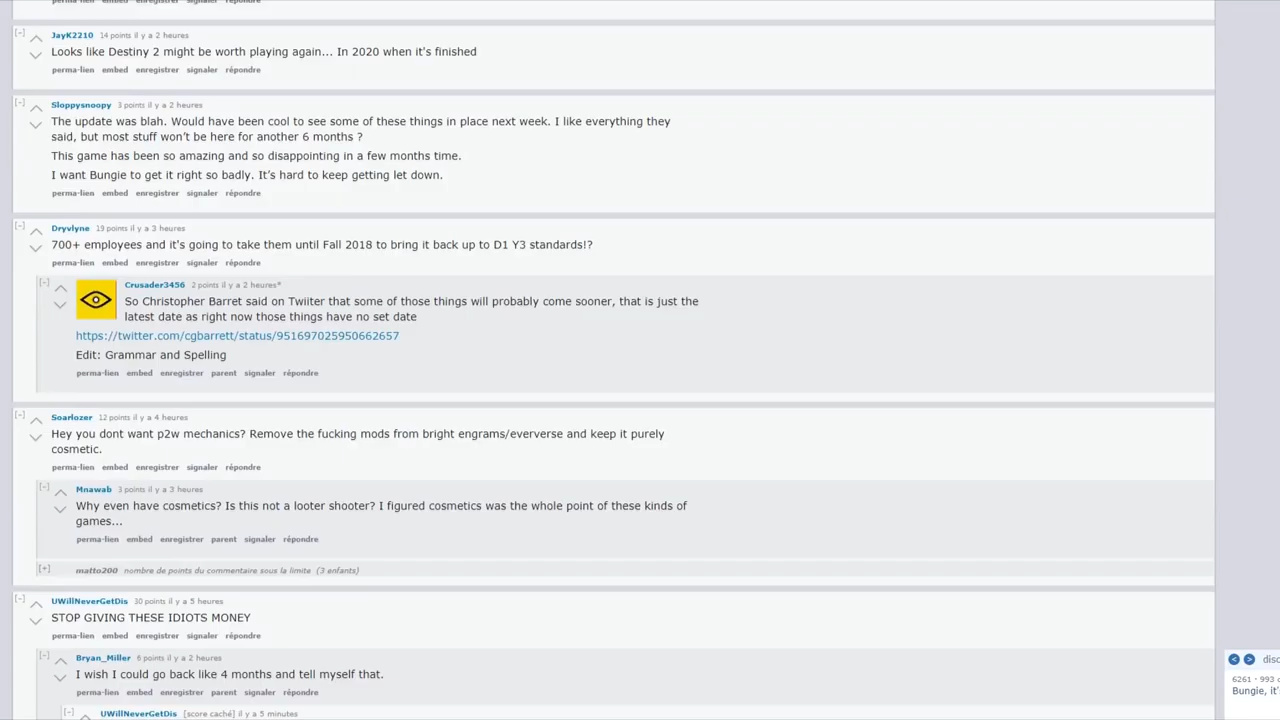 [-] JayK2210 14 points il y a 2 heures
Looks like Destiny 2 might be worth playing again... In 2020 when it's finished
perma-lien embed enregistrer signaler répondre
[-] Sloppysnoopy 3 points il y a 2 heures
The update was blah. Would have been cool to see some of these things in place next week. I like everything they
said, but most stuff won't be here for another 6 months ?
This game has been so amazing and so disappointing in a few months time.
I want Bungie to get it right so badly. It's hard to keep getting let down.
perma-lien embed enregistrer signaler répondre
[-] Dryvlyne 19 points il y a 3 heures
700+ employees and it's going to take them until Fall 2018 to bring it back up to D1 Y3 standards!?
perma-lien embed enregistrer signaler répondre
[-] Crusader3456 2 points il y a 2 heures*
So Christopher Barret said on Twiiter that some of those things will probably come sooner, that is just the
latest date as right now those things have no set date
https://twitter.com/cgbarrett/status/951697025950662657
Edit: Grammar and Spelling
perma-lien embed enregistrer parent signaler répondre
[-] Soarlozer 12 points il y a 4 heures
Hey you dont want p2w mechanics? Remove the fucking mods from bright engrams/eververse and keep it purely
cosmetic.
perma-lien embed enregistrer signaler répondre
[-] Mnawab 3 points il y a 3 heures
Why even have cosmetics? Is this not a looter shooter? I figured cosmetics was the whole point of these kinds of
games...
perma-lien embed enregistrer parent signaler répondre
[+] matto200 nombre de points du commentaire sous la limite (3 enfants)
[-] UWillNeverGetDis 30 points il y a 5 heures
STOP GIVING THESE IDIOTS MONEY
perma-lien embed enregistrer signaler répondre
[-] Bryan_Miller 6 points il y a 2 heures
I wish I could go back like 4 months and tell myself that.
perma-lien embed enregistrer parent signaler répondre
[-] UWillNeverGetDis [score caché] il y a 5 minutes
< > disc
6261 · 993 c
Bungie, it's